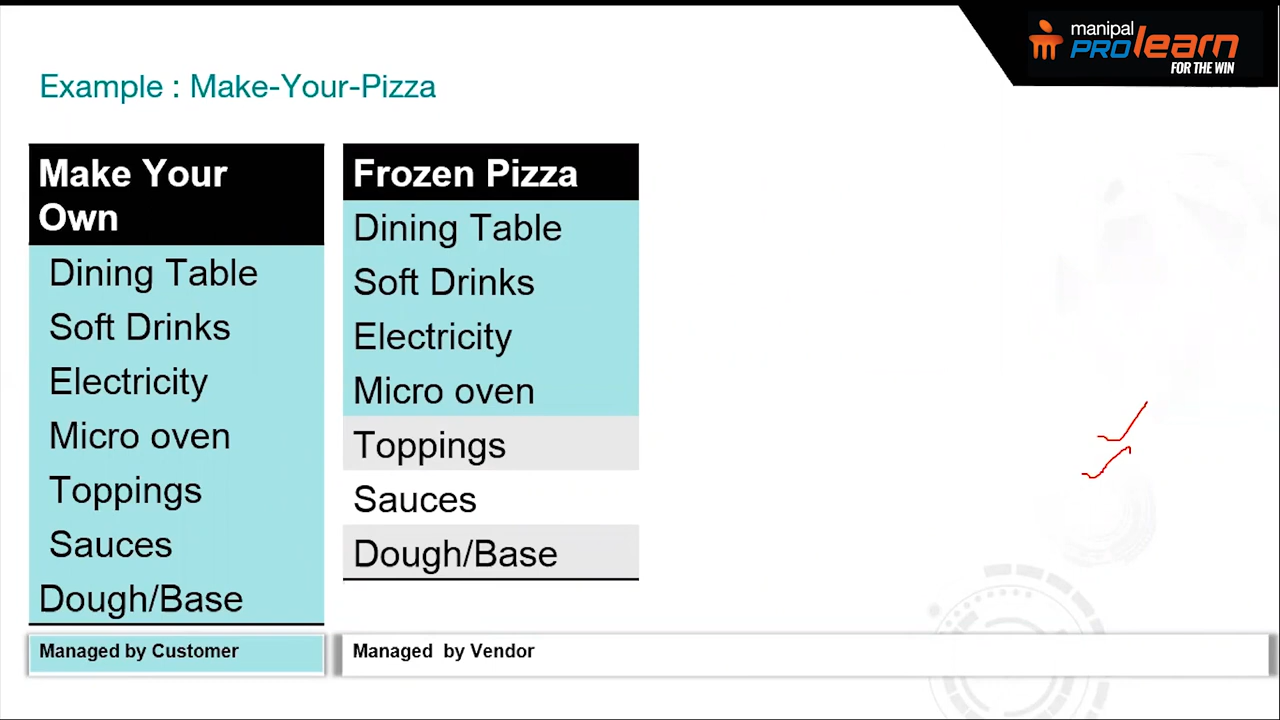 manipal
PROlearn
FOR THE WIN
Example : Make-Your-Pizza
Make Your
Own
Dining Table
Soft Drinks
Electricity
Micro oven
Toppings
Sauces
Dough/Base
Managed by Customer
Frozen Pizza
Dining Table
Soft Drinks
Electricity
Micro oven
Toppings
Sauces
Dough/Base
Managed by Vendor